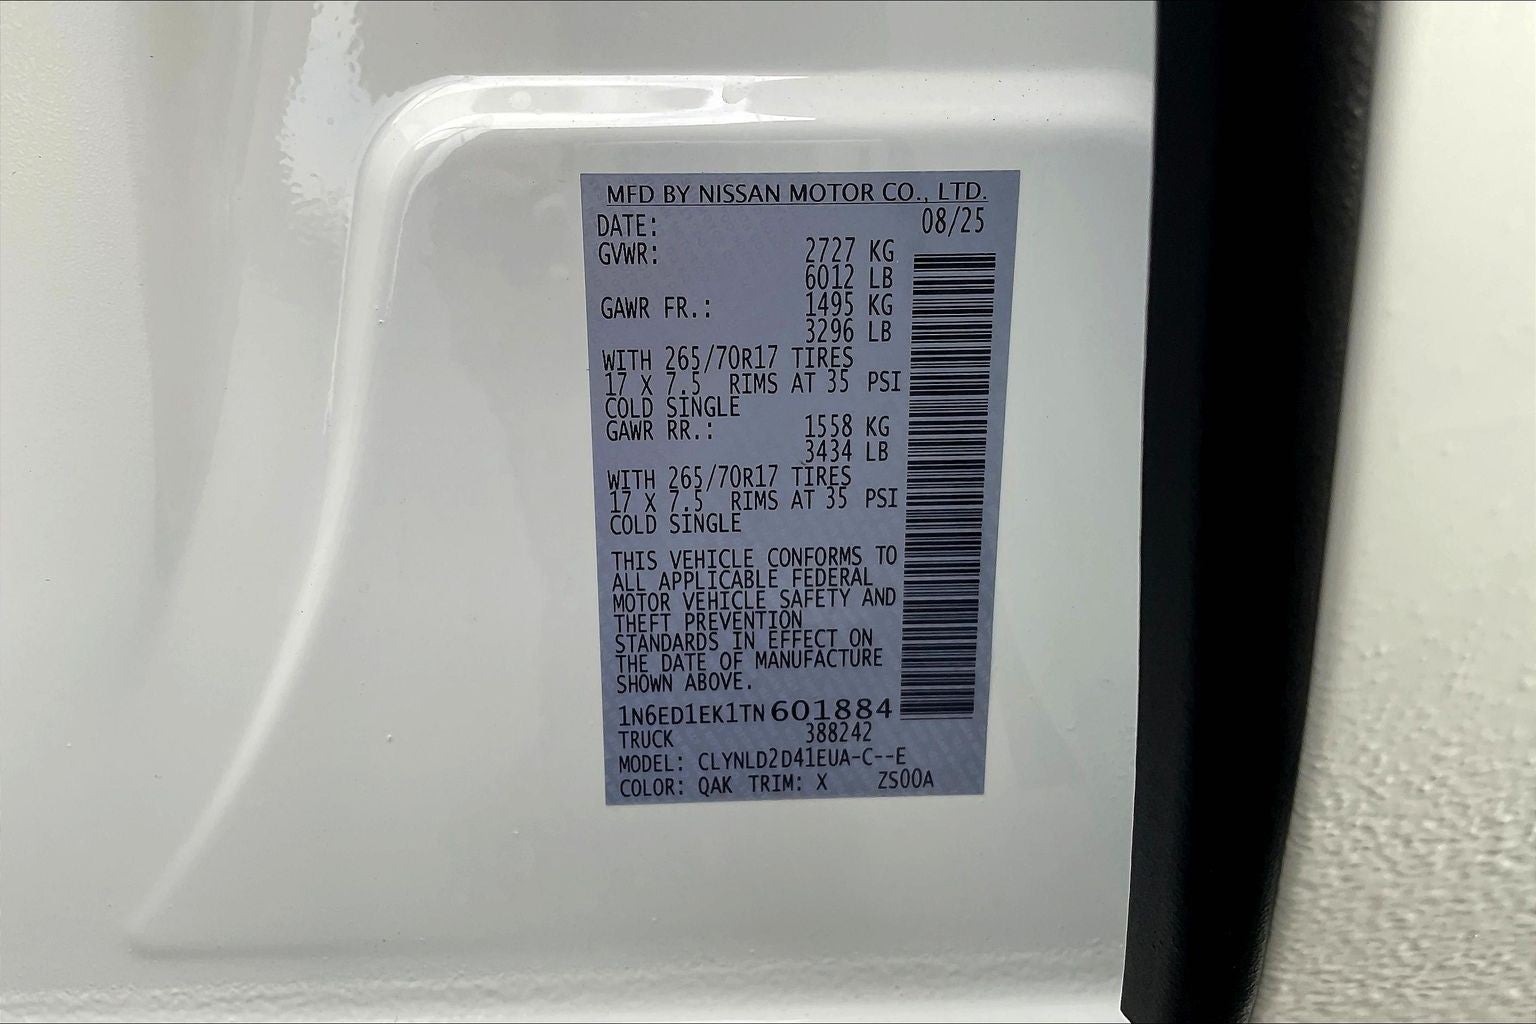 MFD BY NISSAN MOTOR CO., LTD.
DATE: 08/25
GVWR: 2727 KG
6012 LB
GAWR FR.: 1495 KG
3296 LB
WITH 265/70R17 TIRES
17 X 7.5 RIMS AT 35 PSI
COLD SINGLE
GAWR RR.: 1558 KG
3434 LB
WITH 265/70R17 TIRES
17 X 7.5 RIMS AT 35 PSI
COLD SINGLE
THIS VEHICLE CONFORMS TO
ALL APPLICABLE FEDERAL
MOTOR VEHICLE SAFETY AND
THEFT PREVENTION
STANDARDS IN EFFECT ON
THE DATE OF MANUFACTURE
SHOWN ABOVE.
1N6ED1EK1TN601884
TRUCK 388242
MODEL: CLYNLD2D41EUA-C--E
COLOR: QAK TRIM: X ZS00A